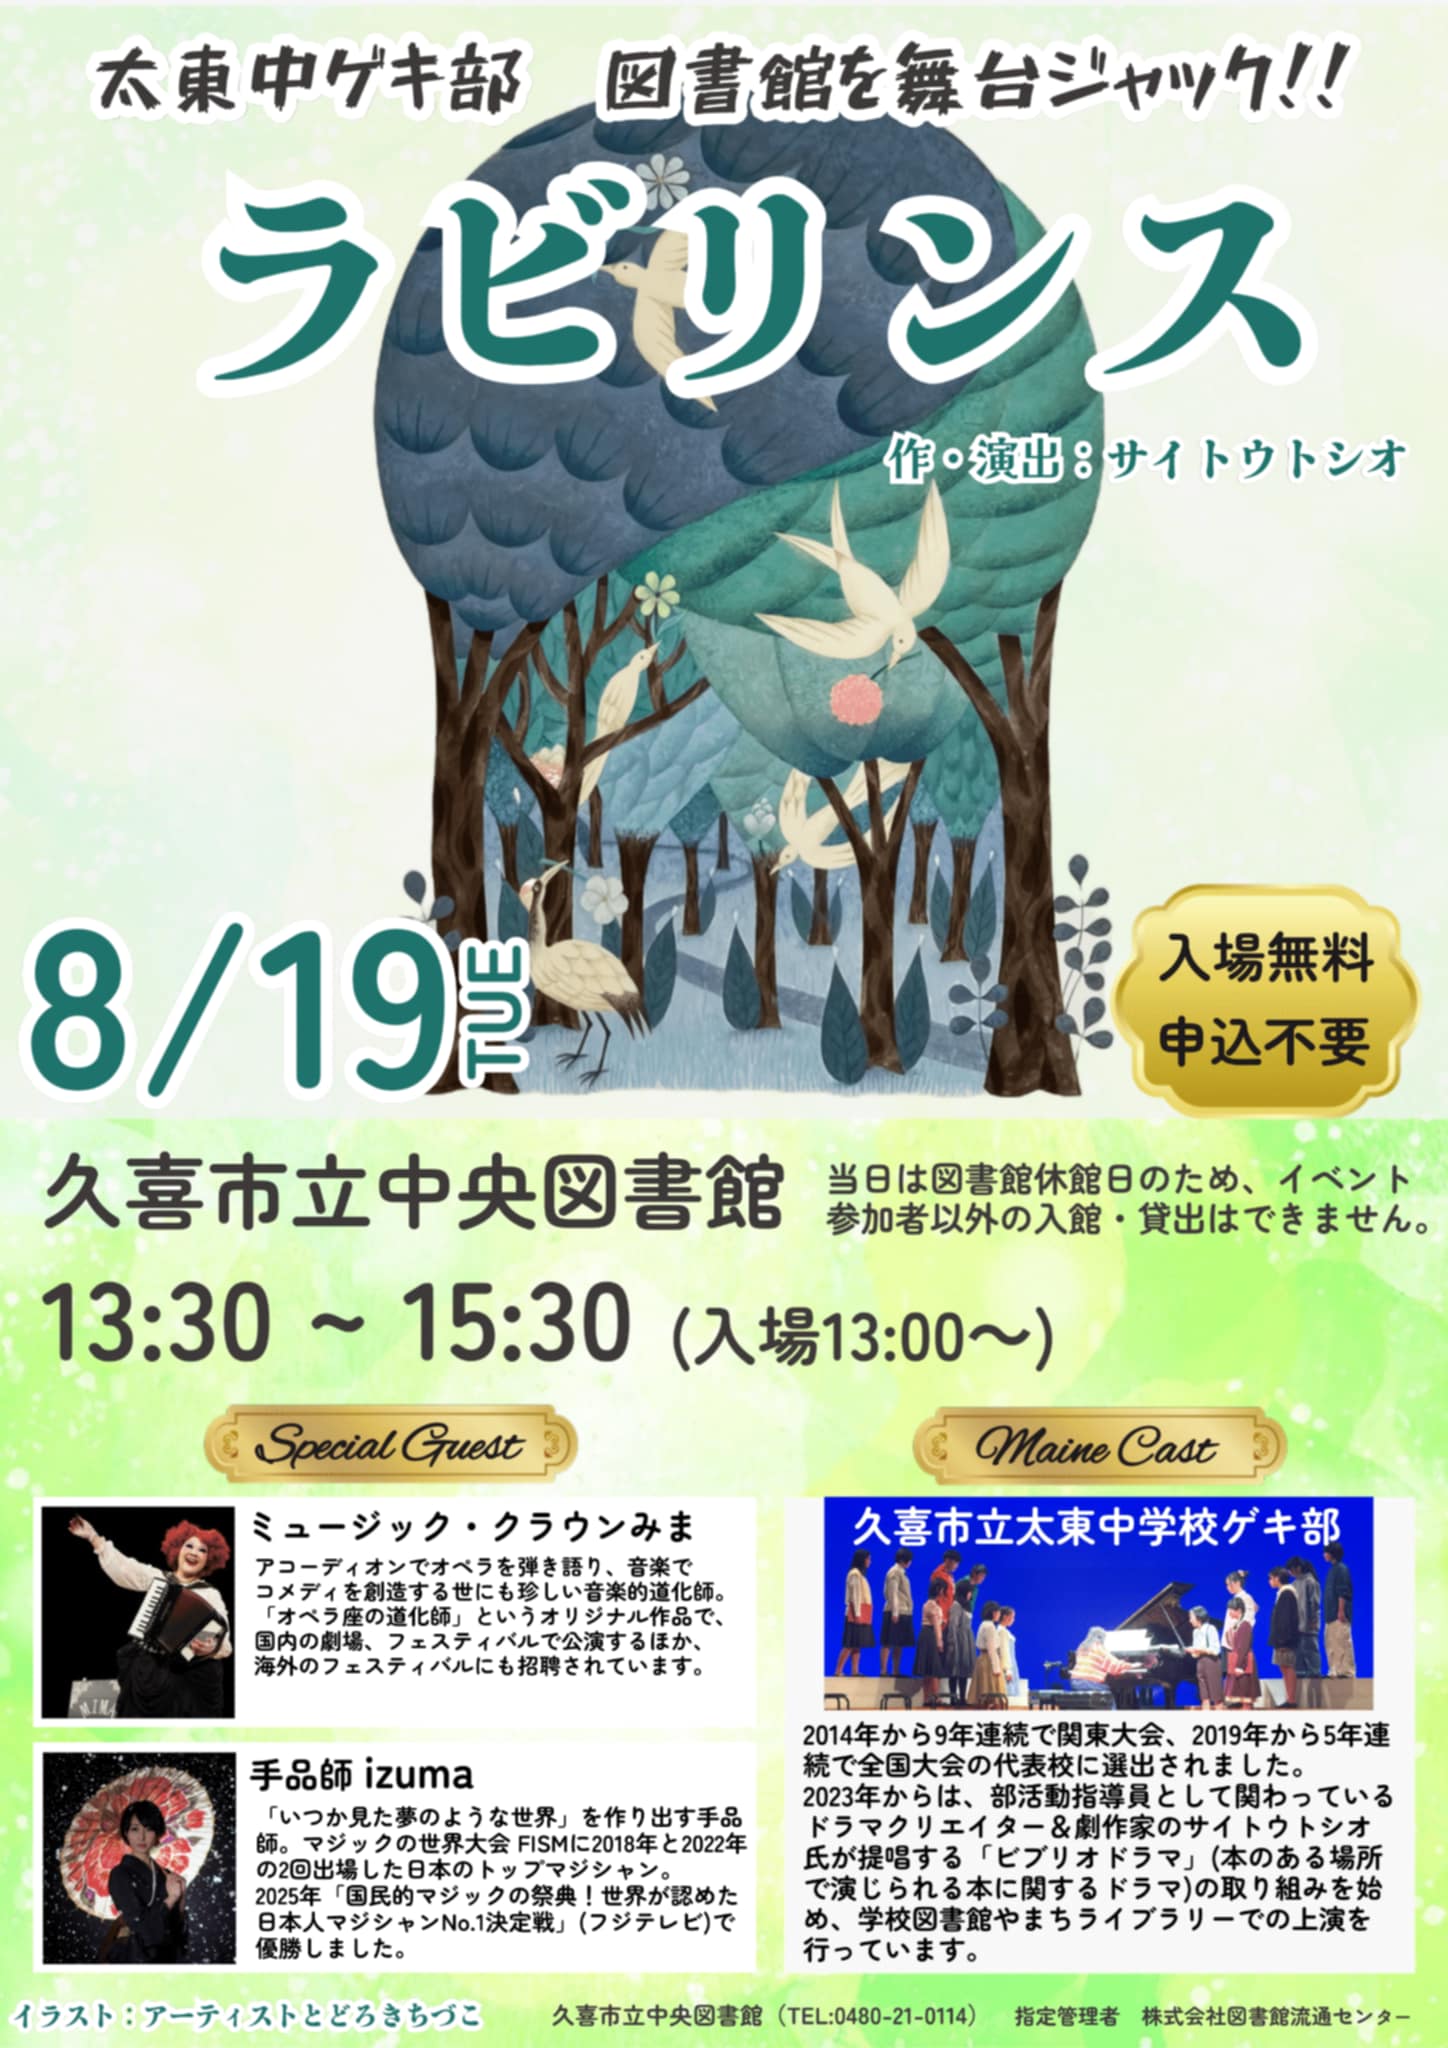 太東中ゲキ部　図書館を舞台ジャック!!
ラビリンス
作・演出：サイトウトシオ
8/19 TUE
入場無料
申込不要
久喜市立中央図書館
当日は図書館休館日のため、イベント
参加者以外の入館・貸出はできません。
13:30 ~ 15:30 (入場13:00〜)
Special Guest
ミュージック・クラウンみま
アコーディオンでオペラを弾き語り、音楽で
コメディを創造する世にも珍しい音楽的道化師。
「オペラ座の道化師」というオリジナル作品で、
国内の劇場、フェスティバルで公演するほか、
海外のフェスティバルにも招聘されています。
MIMA
手品師 izuma
「いつか見た夢のような世界」を作り出す手品
師。マジックの世界大会 FISMに2018年と2022年
の2回出場した日本のトップマジシャン。
2025年「国民的マジックの祭典！世界が認めた
日本人マジシャンNo.1決定戦」(フジテレビ)で
優勝しました。
Maine Cast
久喜市立太東中学校ゲキ部
2014年から9年連続で関東大会、2019年から5年連
続で全国大会の代表校に選出されました。
2023年からは、部活動指導員として関わっている
ドラマクリエイター＆劇作家のサイトウトシオ
氏が提唱する「ビブリオドラマ」(本のある場所
で演じられる本に関するドラマ)の取り組みを始
め、学校図書館やまちライブラリーでの上演を
行っています。
イラスト：アーティストとどろきちづこ
久喜市立中央図書館（TEL:0480-21-0114）　指定管理者　株式会社図書館流通センター